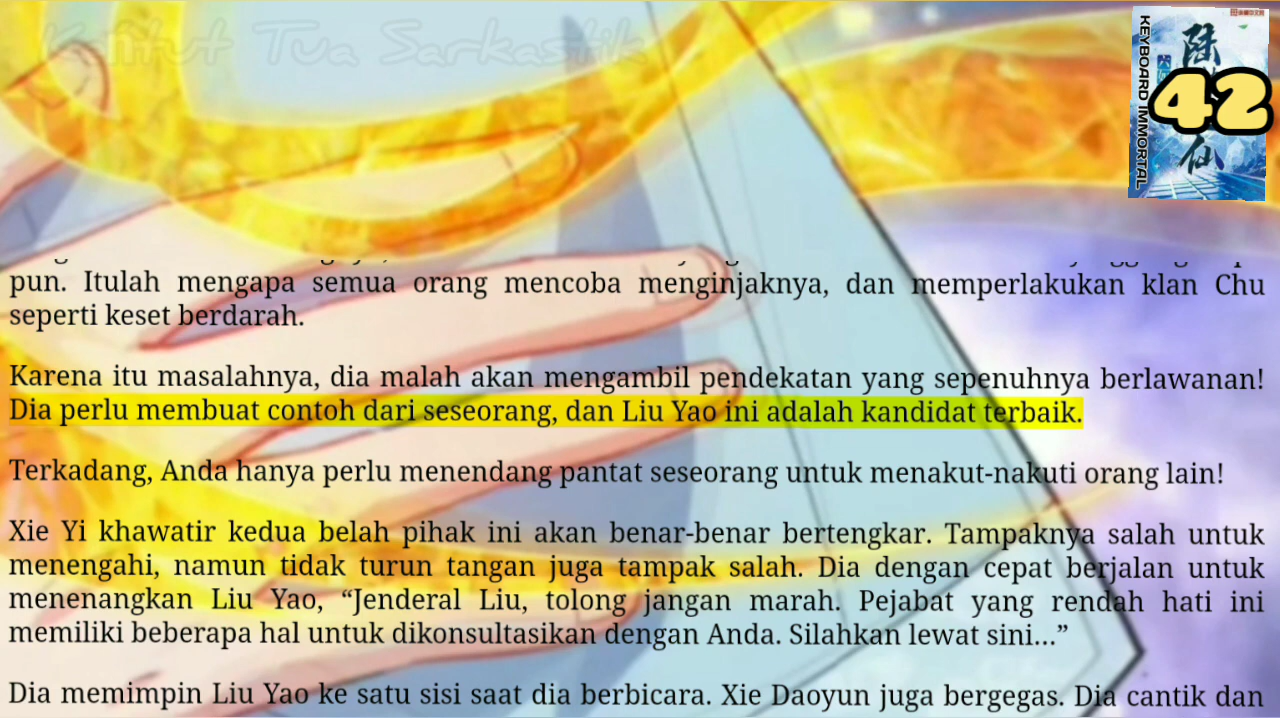 Kentut Tua Sarkastik
KEYBOARD IMMORTAL
42
仙
pun. Itulah mengapa semua orang mencoba menginjaknya, dan memperlakukan klan Chu
seperti keset berdarah.
Karena itu masalahnya, dia malah akan mengambil pendekatan yang sepenuhnya berlawanan!
Dia perlu membuat contoh dari seseorang, dan Liu Yao ini adalah kandidat terbaik.
Terkadang, Anda hanya perlu menendang pantat seseorang untuk menakut-nakuti orang lain!
Xie Yi khawatir kedua belah pihak ini akan benar-benar bertengkar. Tampaknya salah untuk
menengahi, namun tidak turun tangan juga tampak salah. Dia dengan cepat berjalan untuk
menenangkan Liu Yao, “Jenderal Liu, tolong jangan marah. Pejabat yang rendah hati ini
memiliki beberapa hal untuk dikonsultasikan dengan Anda. Silahkan lewat sini...”
Dia memimpin Liu Yao ke satu sisi saat dia berbicara. Xie Daoyun juga bergegas. Dia cantik dan